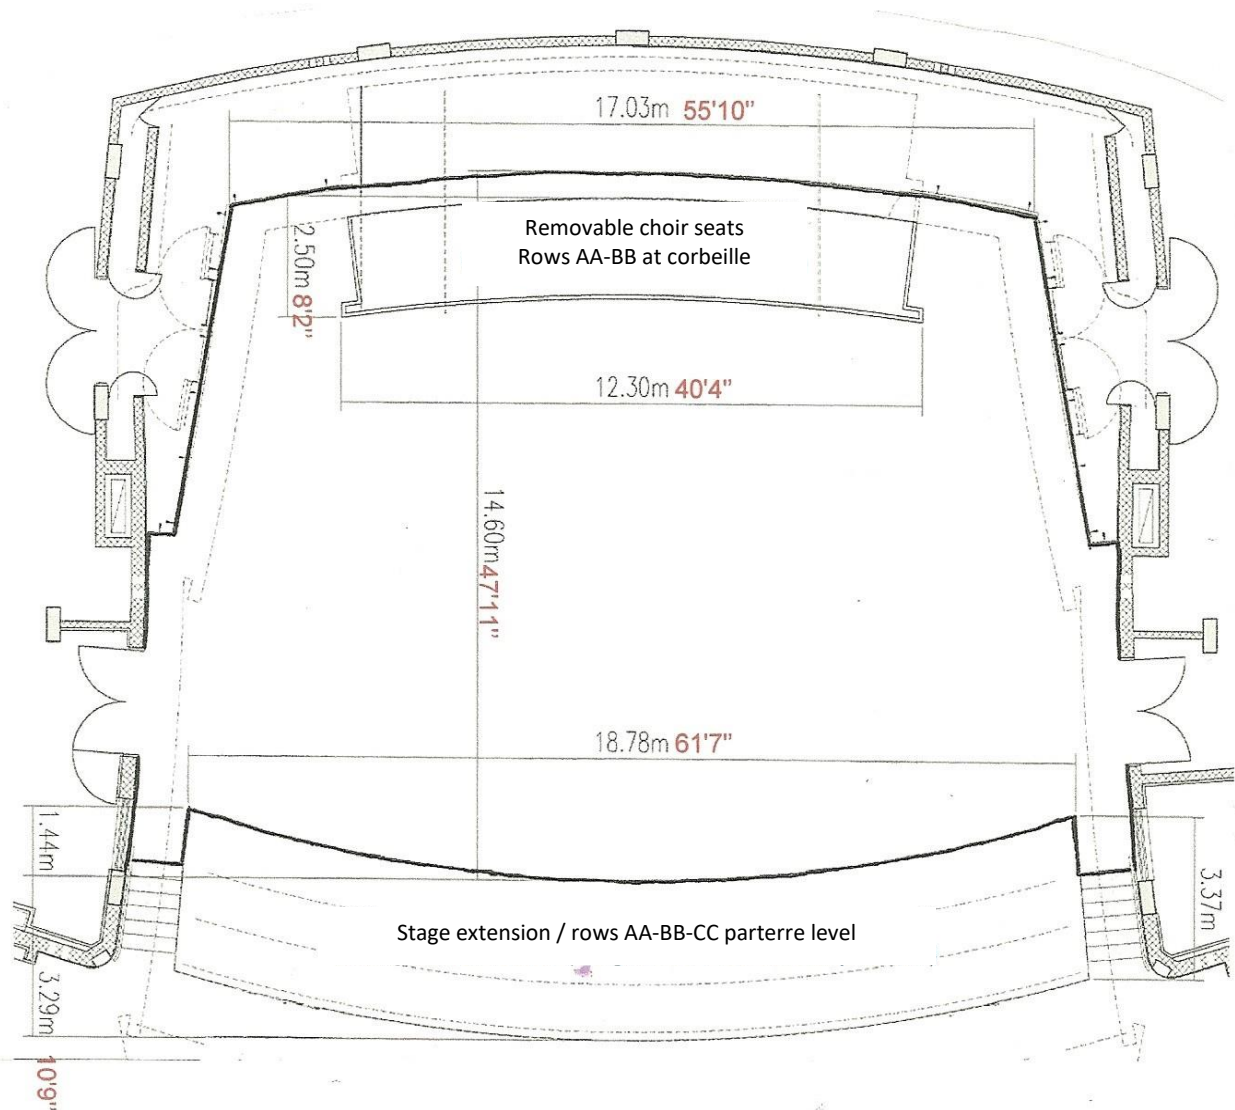 17.03m 55'10"
Removable choir seats
Rows AA-BB at corbeille
2.50m 8'2"
12.30m 40'4"
14.60m 47'11"
18.78m 61'7"
1.44m
3.37m
Stage extension / rows AA-BB-CC parterre level
3.29m 10'9"